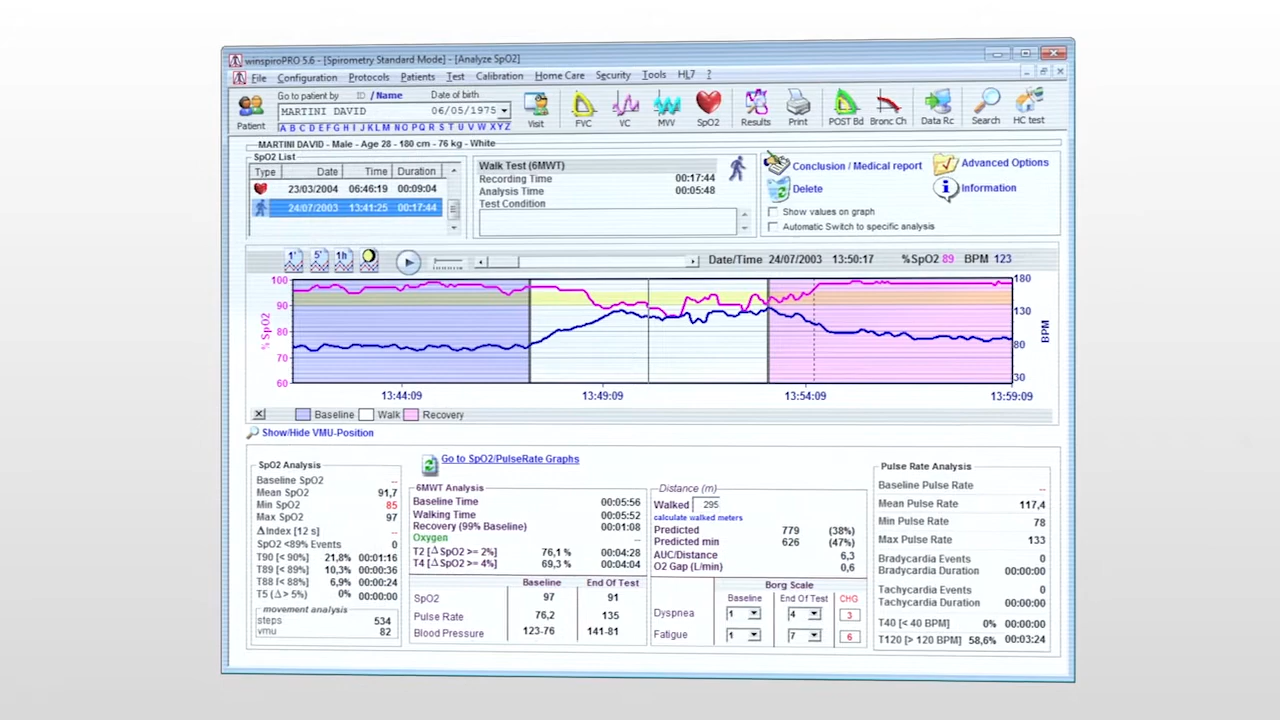 winspiroPRO 5.6 - [Spirometry Standard Mode] - [Analyze SpO2]
File Configuration Protocols Patients Test Calibration Home Care Security Tools HL7 ?
Go to patient by ID / Name Date of birth
MARTINI DAVID 06/05/1975
A B C D E F G H I J K L M N O P Q R S T U V W X Y Z
Patient Visit FVC VC MVV SpO2 Results Print POST Bd Bronc Ch Data Rc Search HC test
MARTINI DAVID - Male - Age 28 - 180 cm - 76 kg - White
SpO2 List
Type Date Time Duration
23/03/2004 06:46:19 00:09:04
24/07/2003 13:41:25 00:17:44
Walk Test (6MWT)
Recording Time 00:17:44
Analysis Time 00:05:48
Test Condition
Conclusion / Medical report Advanced Options
Delete Information
Show values on graph
Automatic Switch to specific analysis
1' 5' 1h Date/Time 24/07/2003 13:50:17 %SpO2 89 BPM 123
100 90 80 70 60
% SpO2
180 130 80 30
BPM
13:44:09 13:49:09 13:54:09 13:59:09
Baseline Walk Recovery
Show/Hide VMU-Position
SpO2 Analysis
Baseline SpO2 --
Mean SpO2 91,7
Min SpO2 85
Max SpO2 97
ΔIndex [12 s] --
SpO2 <89% Events 0
T90 [< 90%] 21,8% 00:01:16
T89 [< 89%] 10,3% 00:00:36
T88 [< 88%] 6,9% 00:00:24
T5 (Δ> 5%) 0% 00:00:00
movement analysis
steps 534
vmu 82
Go to SpO2/PulseRate Graphs
6MWT Analysis
Baseline Time 00:05:56
Walking Time 00:05:52
Recovery (99% Baseline) 00:01:08
Oxygen --
T2 [Δ SpO2 >= 2%] 76,1 % 00:04:28
T4 [Δ SpO2 >= 4%] 69,3 % 00:04:04
Baseline End Of Test
SpO2 97 91
Pulse Rate 76,2 135
Blood Pressure 123-76 141-81
Distance (m)
Walked 295
calculate walked meters
Predicted 779 (38%)
Predicted min 626 (47%)
AUC/Distance 6,3
O2 Gap (L/min) 0,6
Borg Scale
Baseline End Of Test CHG
Dyspnea 1 4 3
Fatigue 1 7 6
Pulse Rate Analysis
Baseline Pulse Rate --
Mean Pulse Rate 117,4
Min Pulse Rate 78
Max Pulse Rate 133
Bradycardia Events 0
Bradycardia Duration 00:00:00
Tachycardia Events 0
Tachycardia Duration 00:00:00
T40 [< 40 BPM] 0% 00:00:00
T120 [> 120 BPM] 58,6% 00:03:24